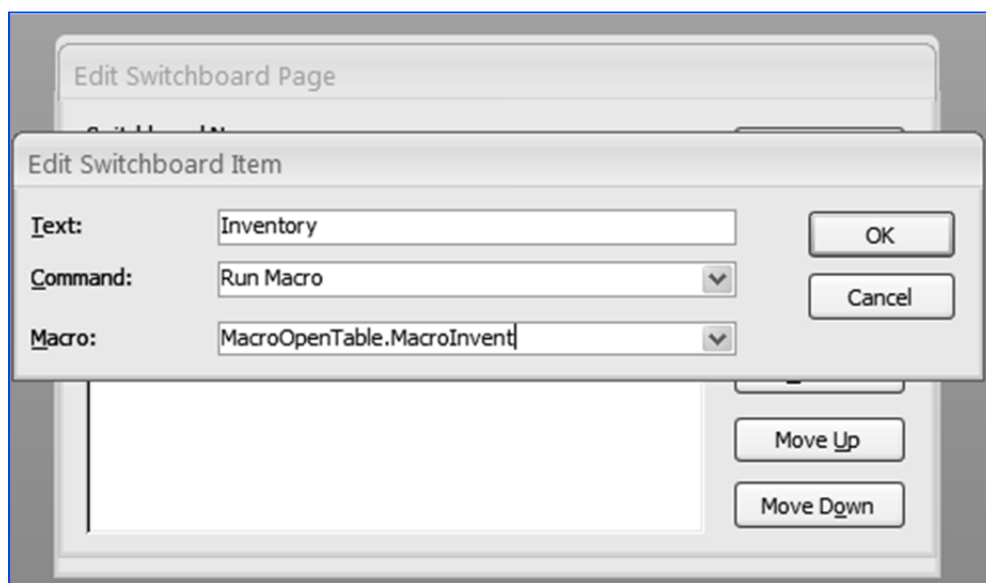 Edit Switchboard Page
Edit Switchboard Item
Text: Inventory
OK
Command: Run Macro
Cancel
Macro: MacroOpenTable.MacroInvent
Move Up
Move Down